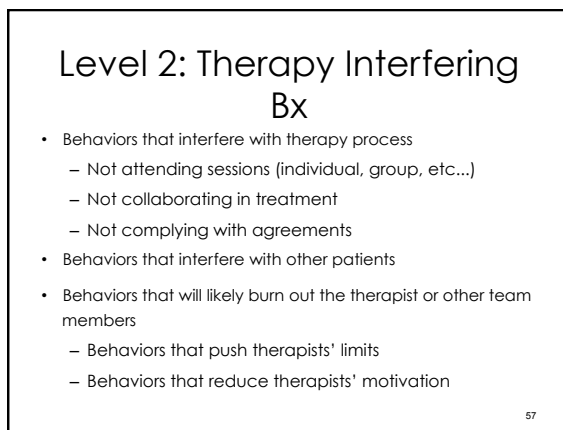 Level 2: Therapy Interfering
Bx
• Behaviors that interfere with therapy process
– Not attending sessions (individual, group, etc...)
– Not collaborating in treatment
– Not complying with agreements
• Behaviors that interfere with other patients
• Behaviors that will likely burn out the therapist or other team
members
– Behaviors that push therapists’ limits
– Behaviors that reduce therapists’ motivation
57